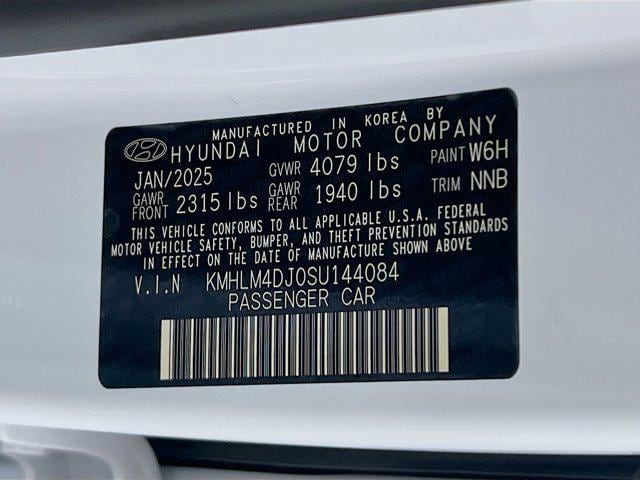 MANUFACTURED IN KOREA BY
HYUNDAI MOTOR COMPANY
JAN/2025 GVWR 4079 lbs PAINT W6H
GAWR FRONT 2315 lbs GAWR REAR 1940 lbs TRIM NNB
THIS VEHICLE CONFORMS TO ALL APPLICABLE U.S.A. FEDERAL
MOTOR VEHICLE SAFETY, BUMPER, AND THEFT PREVENTION STANDARDS
IN EFFECT ON THE DATE OF MANUFACTURE SHOWN ABOVE
V.I.N KMHLM4DJ0SU144084
PASSENGER CAR